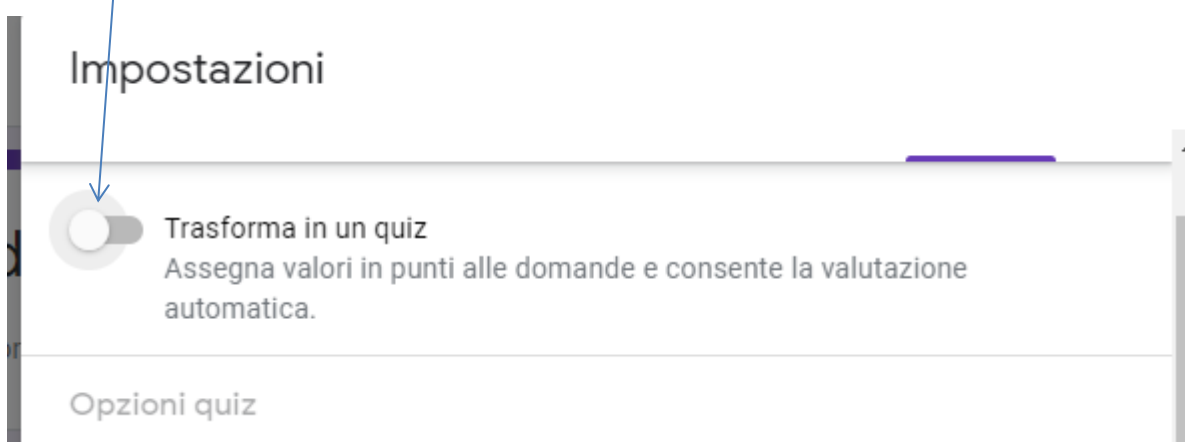 Impostazioni
Trasforma in un quiz
Assegna valori in punti alle domande e consente la valutazione
automatica.
Opzioni quiz